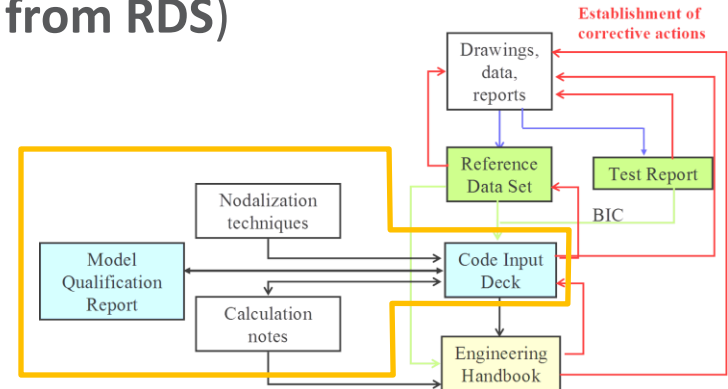 from RDS)
Establishment of
corrective actions
Drawings,
data,
reports
Reference
Data Set
Test Report
BIC
Nodalization
techniques
Model
Qualification
Report
Code Input
Deck
Calculation
notes
Engineering
Handbook